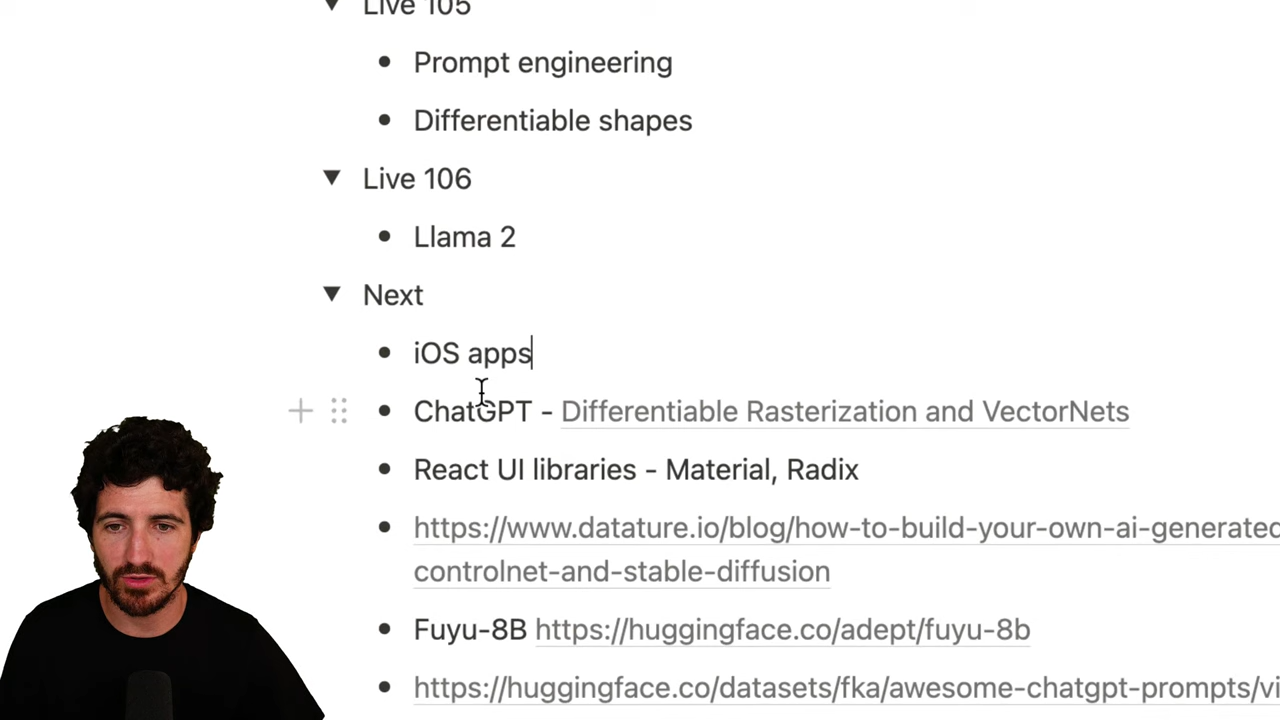 Live 105
Prompt engineering
Differentiable shapes
Live 106
Llama 2
Next
iOS apps
ChatGPT - Differentiable Rasterization and VectorNets
React UI libraries - Material, Radix
https://www.datature.io/blog/how-to-build-your-own-ai-generated
controlnet-and-stable-diffusion
Fuyu-8B https://huggingface.co/adept/fuyu-8b
https://huggingface.co/datasets/fka/awesome-chatgpt-prompts/vi